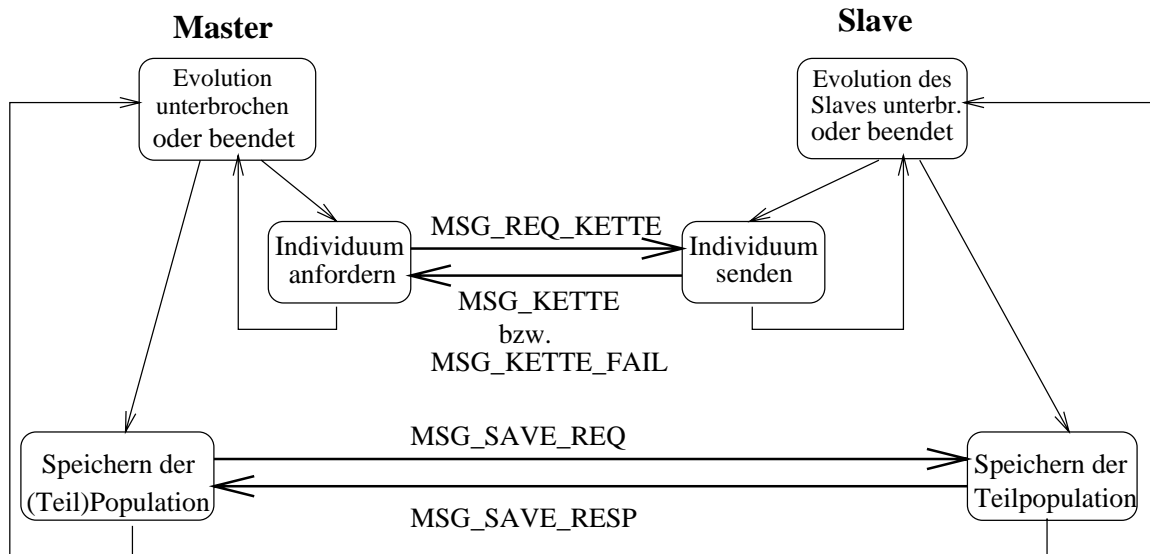 Master
Slave
Evolution
unterbrochen
oder beendet
Evolution des
Slaves unterbr.
oder beendet
Individuum
anfordern
MSG_REQ_KETTE
MSG_KETTE
bzw.
MSG_KETTE_FAIL
Individuum
senden
Speichern der
(Teil)Population
MSG_SAVE_REQ
MSG_SAVE_RESP
Speichern der
Teilpopulation